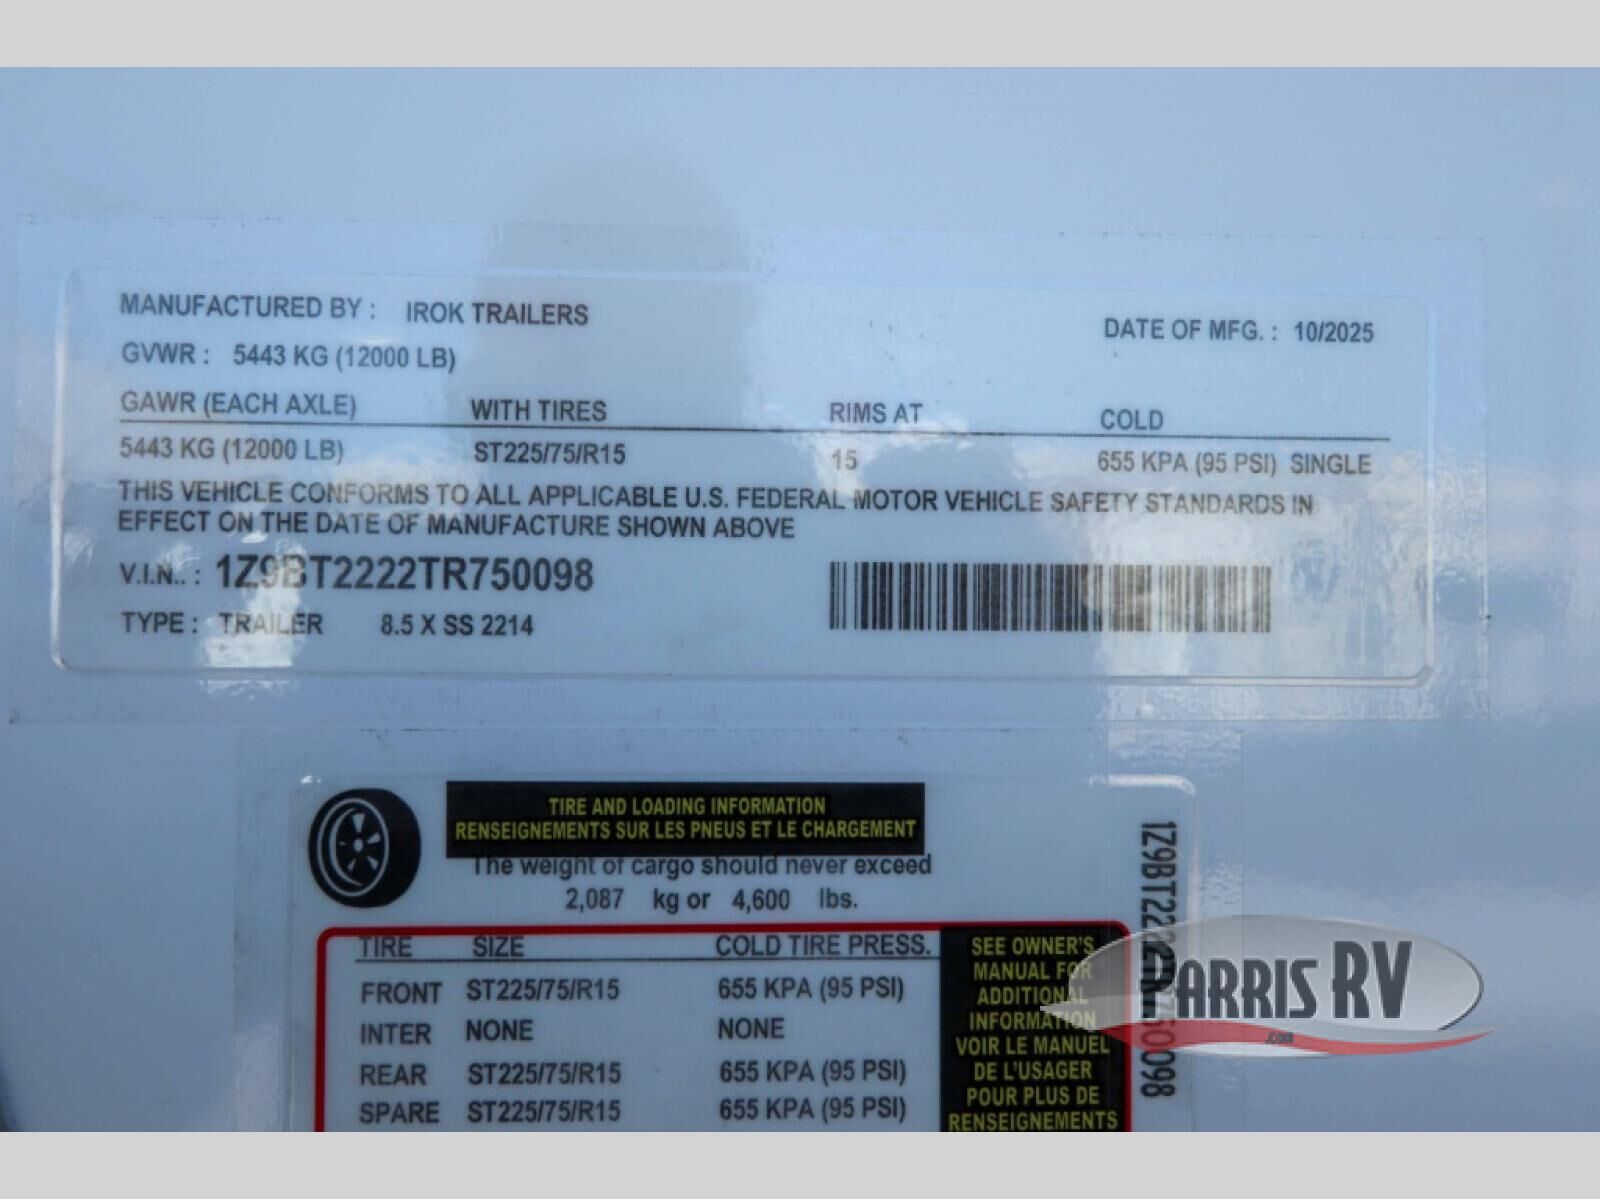 MANUFACTURED BY : IROK TRAILERS DATE OF MFG. : 10/2025
GVWR : 5443 KG (12000 LB)
GAWR (EACH AXLE) WITH TIRES RIMS AT COLD
5443 KG (12000 LB) ST225/75/R15 15 655 KPA (95 PSI) SINGLE
THIS VEHICLE CONFORMS TO ALL APPLICABLE U.S. FEDERAL MOTOR VEHICLE SAFETY STANDARDS IN
EFFECT ON THE DATE OF MANUFACTURE SHOWN ABOVE
V.I.N.. : 1Z9BT2222TR750098
TYPE : TRAILER 8.5 X SS 2214
TIRE AND LOADING INFORMATION
RENSEIGNEMENTS SUR LES PNEUS ET LE CHARGEMENT
The weight of cargo should never exceed
2,087 kg or 4,600 lbs.
TIRE SIZE COLD TIRE PRESS.
FRONT ST225/75/R15 655 KPA (95 PSI)
INTER NONE NONE
REAR ST225/75/R15 655 KPA (95 PSI)
SPARE ST225/75/R15 655 KPA (95 PSI)
SEE OWNER'S
MANUAL FOR
ADDITIONAL
INFORMATION
VOIR LE MANUEL
DE L'USAGER
POUR PLUS DE
RENSEIGNEMENTS
1Z9BT2222TR750098
PARRIS RV
.COM